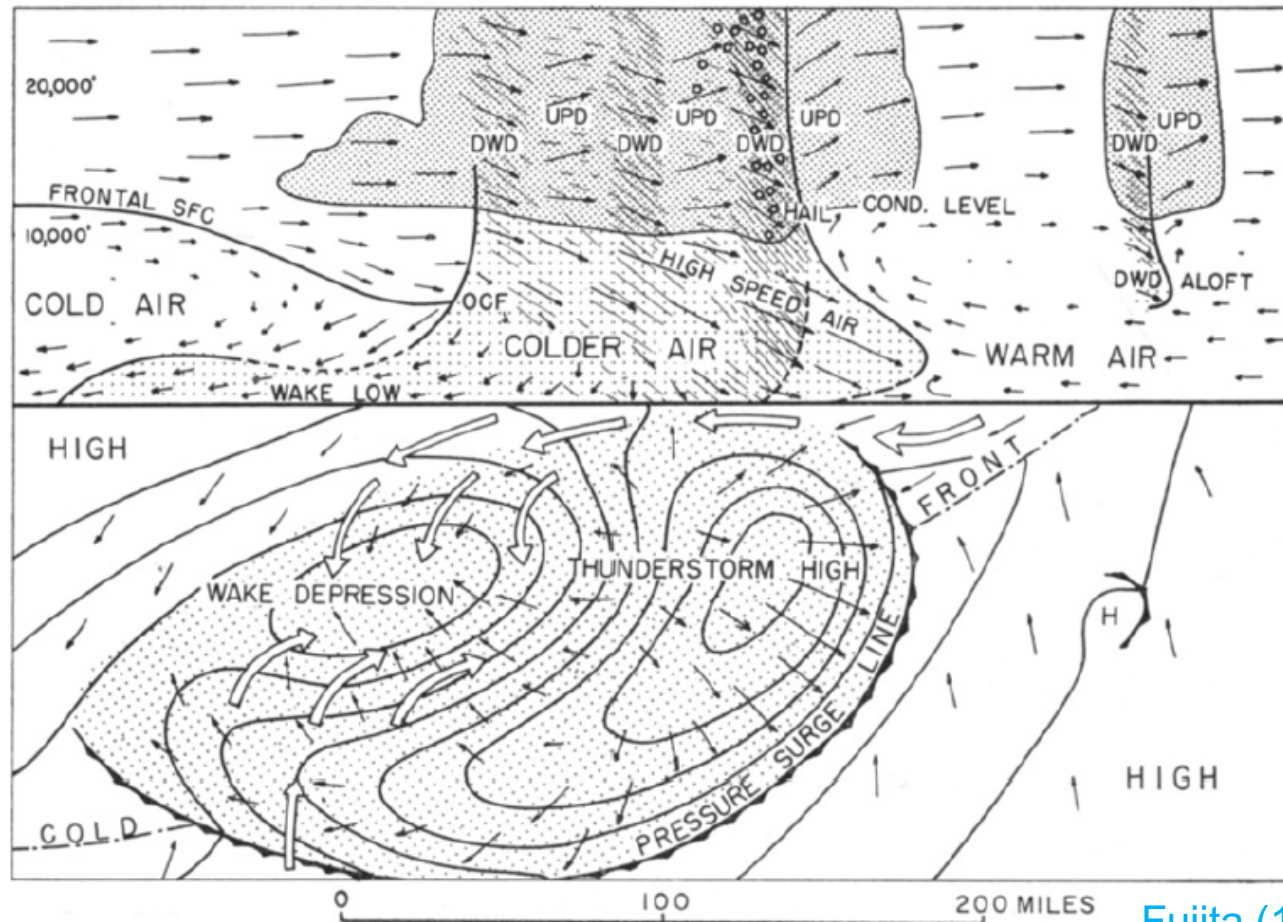 20,000'
UPD UPD UPD UPD
DWD DWD DWD DWD
FRONTAL SFC
HAIL COND. LEVEL
10,000'
HIGH SPEED AIR
DWD ALOFT
COLD AIR
OCF
COLDER AIR
WARM AIR
WAKE LOW
HIGH
FRONT
THUNDERSTORM HIGH
WAKE DEPRESSION
H
PRESSURE SURGE LINE
HIGH
COLD
0 100 200 MILES
Fujita (1